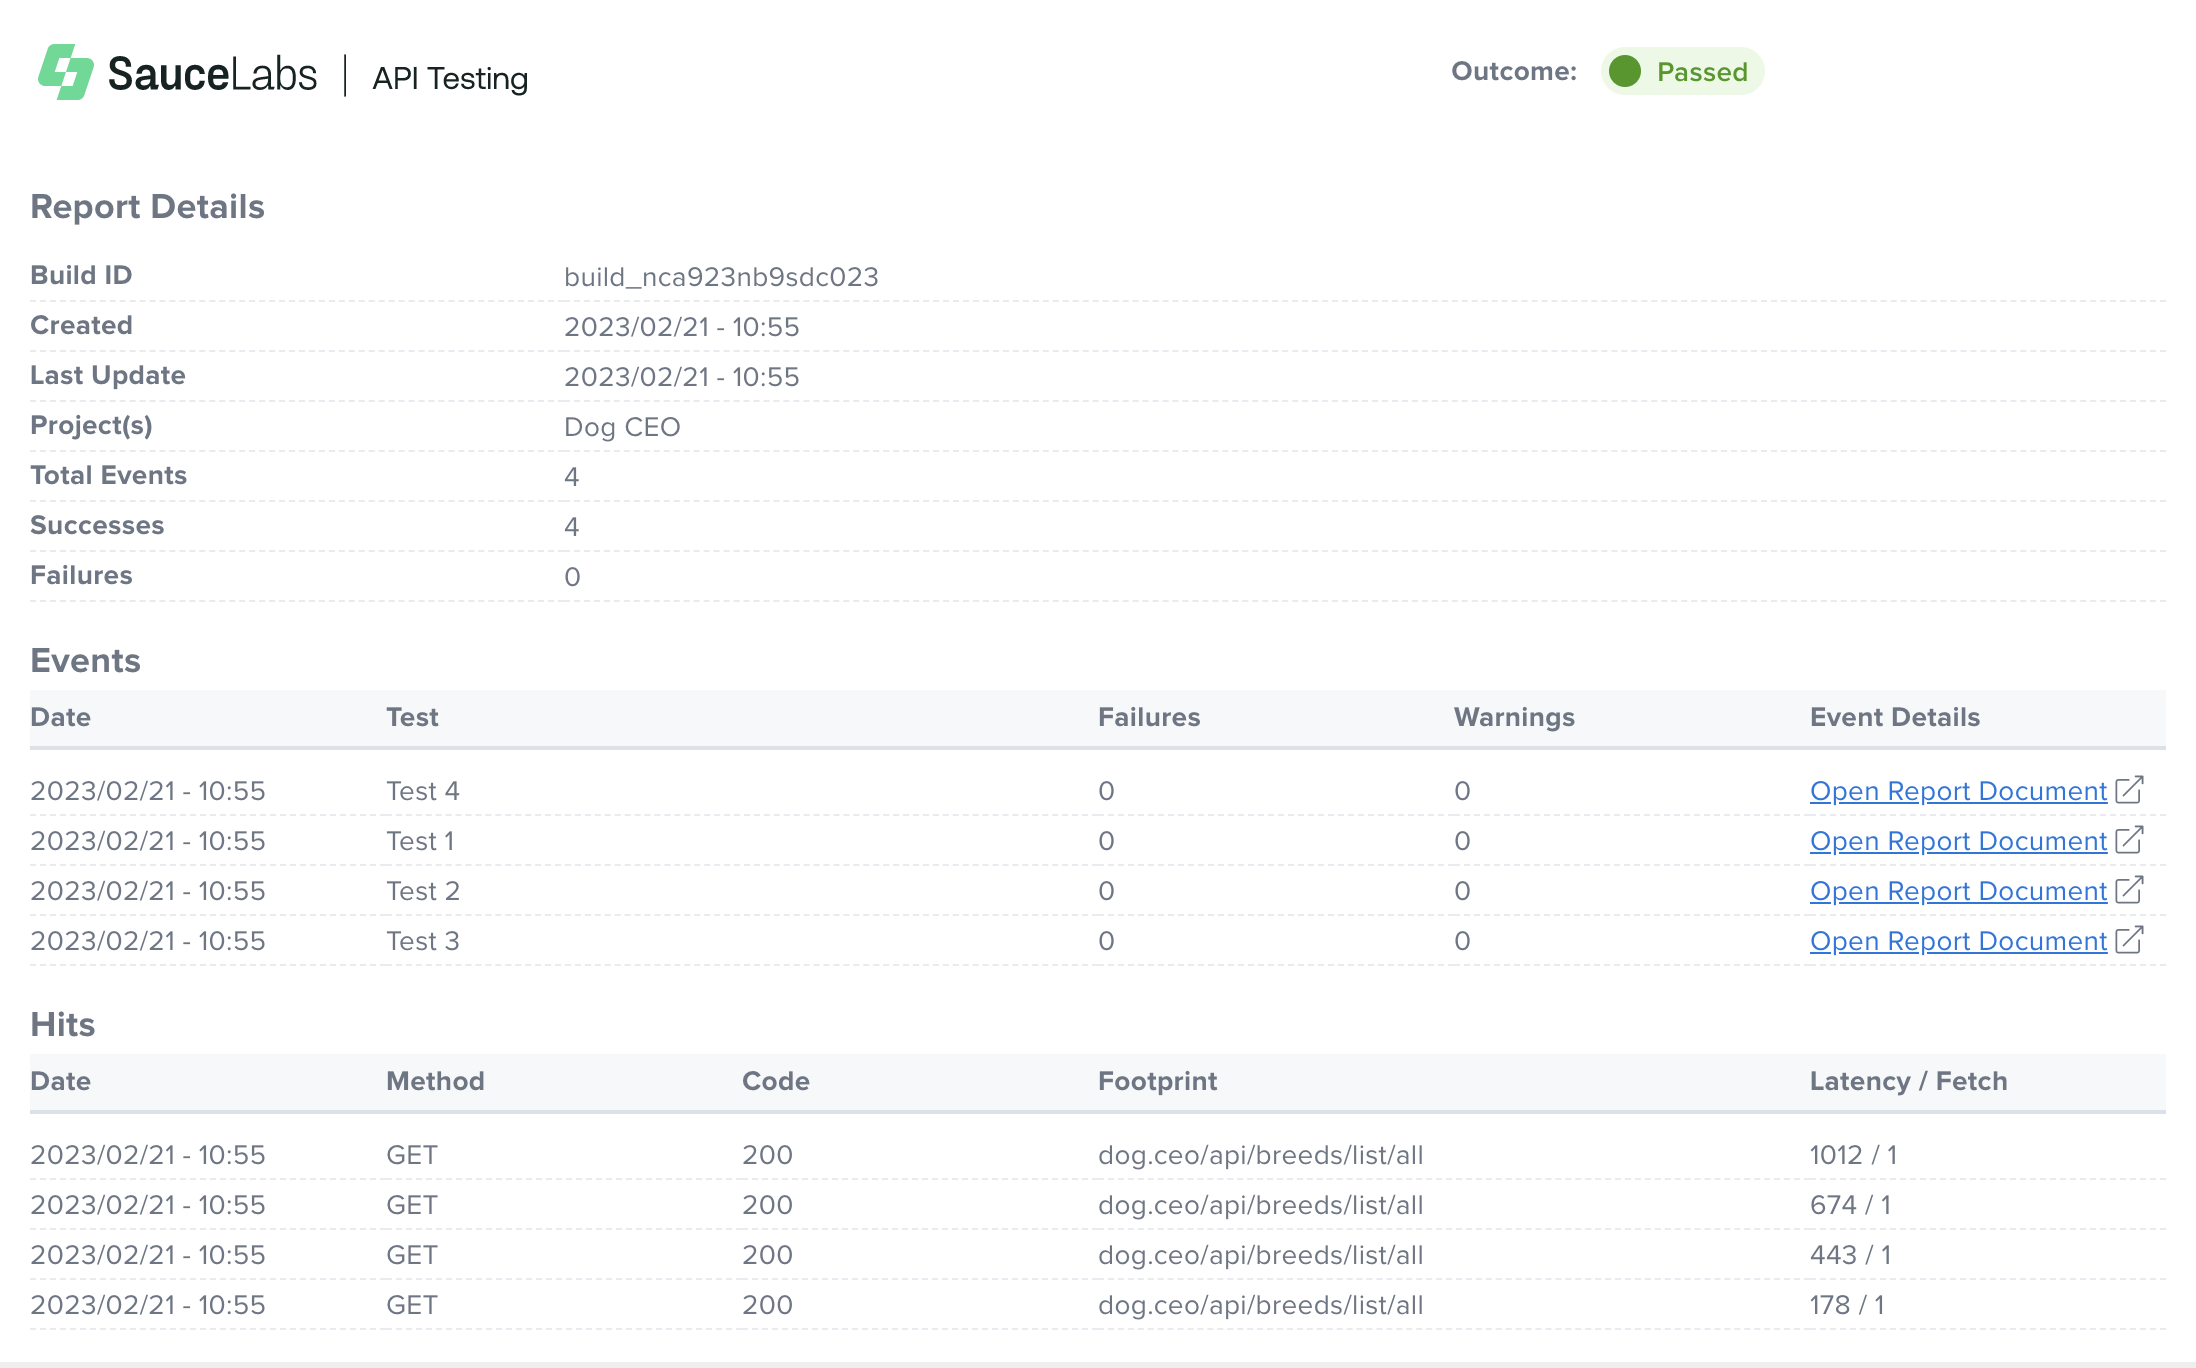 SauceLabs | API Testing Outcome: Passed
Report Details
Build ID build_nca923nb9sdc023
Created 2023/02/21 - 10:55
Last Update 2023/02/21 - 10:55
Project(s) Dog CEO
Total Events 4
Successes 4
Failures 0
Events
Date Test Failures Warnings Event Details
2023/02/21 - 10:55 Test 4 0 0 Open Report Document
2023/02/21 - 10:55 Test 1 0 0 Open Report Document
2023/02/21 - 10:55 Test 2 0 0 Open Report Document
2023/02/21 - 10:55 Test 3 0 0 Open Report Document
Hits
Date Method Code Footprint Latency / Fetch
2023/02/21 - 10:55 GET 200 dog.ceo/api/breeds/list/all 1012 / 1
2023/02/21 - 10:55 GET 200 dog.ceo/api/breeds/list/all 674 / 1
2023/02/21 - 10:55 GET 200 dog.ceo/api/breeds/list/all 443 / 1
2023/02/21 - 10:55 GET 200 dog.ceo/api/breeds/list/all 178 / 1